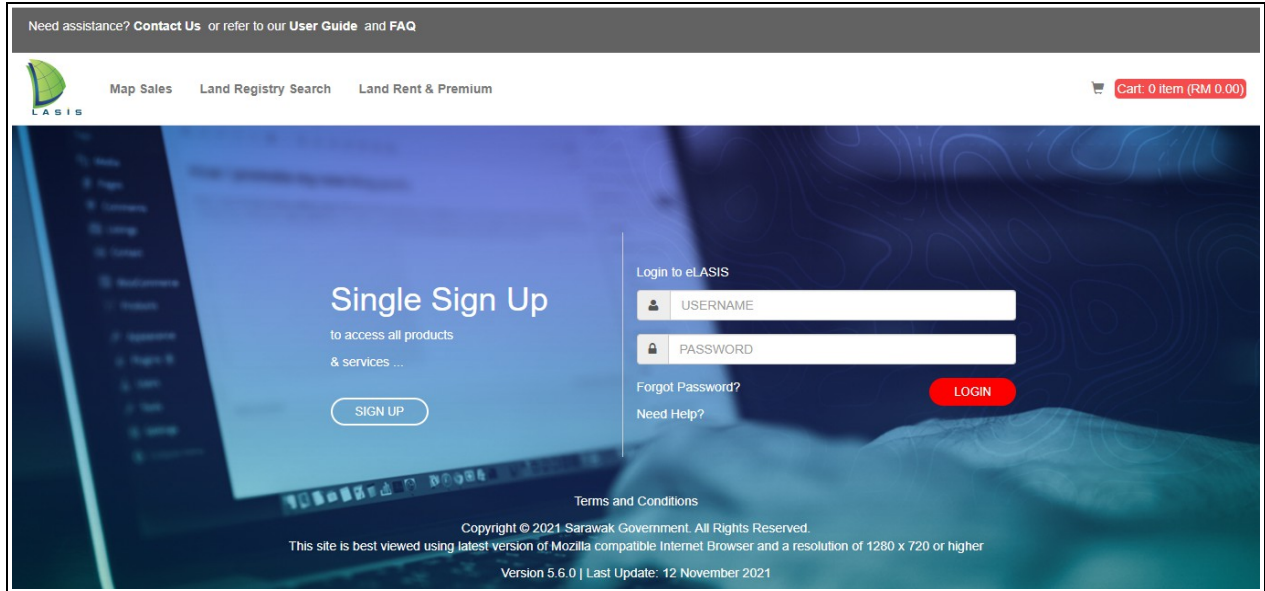 Need assistance? Contact Us or refer to our User Guide and FAQ
LASIS
Map Sales Land Registry Search Land Rent & Premium
Cart: 0 item (RM 0.00)
Login to eLASIS
Single Sign Up
USERNAME
to access all products
PASSWORD
& services ...
Forgot Password?
LOGIN
SIGN UP
Need Help?
Terms and Conditions
Copyright © 2021 Sarawak Government. All Rights Reserved.
This site is best viewed using latest version of Mozilla compatible Internet Browser and a resolution of 1280 x 720 or higher
Version 5.6.0 | Last Update: 12 November 2021